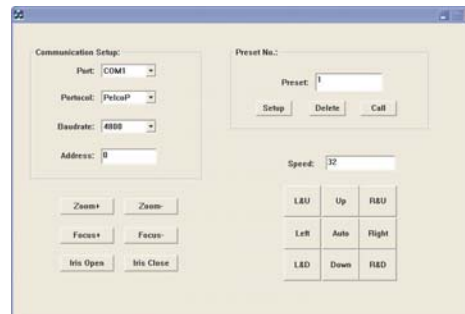 Communication Setup:
Port: COM1
Portocol: PelcoP
Baudrate: 4800
Address: 0
Preset No.:
Preset: 1
Setup Delete Call
Speed: 32
Zoom+ Zoom-
Focus+ Focus-
Iris Open Iris Close
L&U Up R&U
Left Auto Right
L&D Down R&D